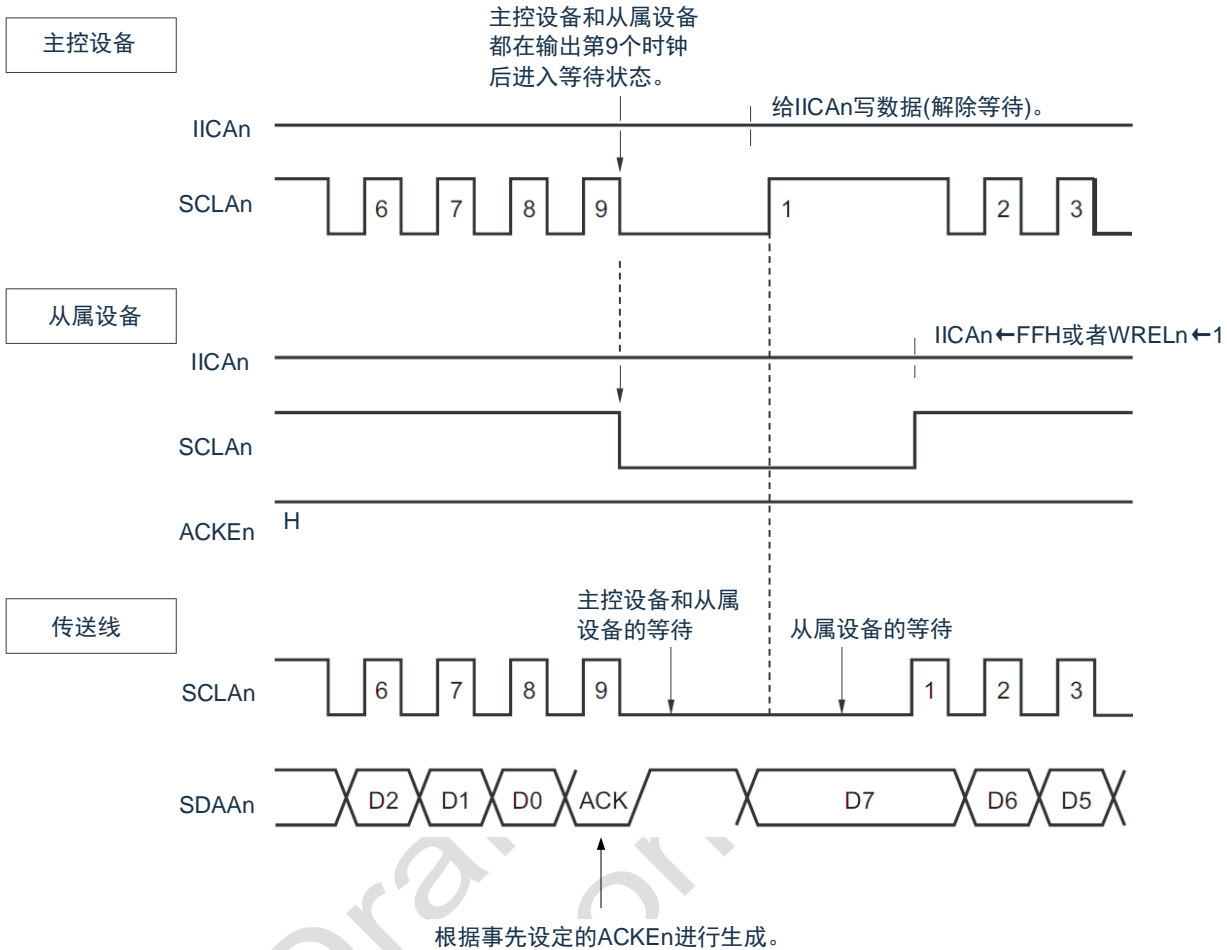 主控设备
主控设备和从属设备
都在输出第9个时钟
后进入等待状态。
给IICAn写数据(解除等待)。
IICAn
SCLAn
6 7 8 9 1 2 3
从属设备
IICAn←FFH或者WRELn←1
IICAn
SCLAn
ACKEn
H
传送线
主控设备和从属
设备的等待
从属设备的等待
SCLAn
6 7 8 9 1 2 3
SDAAn
D2 D1 D0 ACK D7 D6 D5
根据事先设定的ACKEn进行生成。